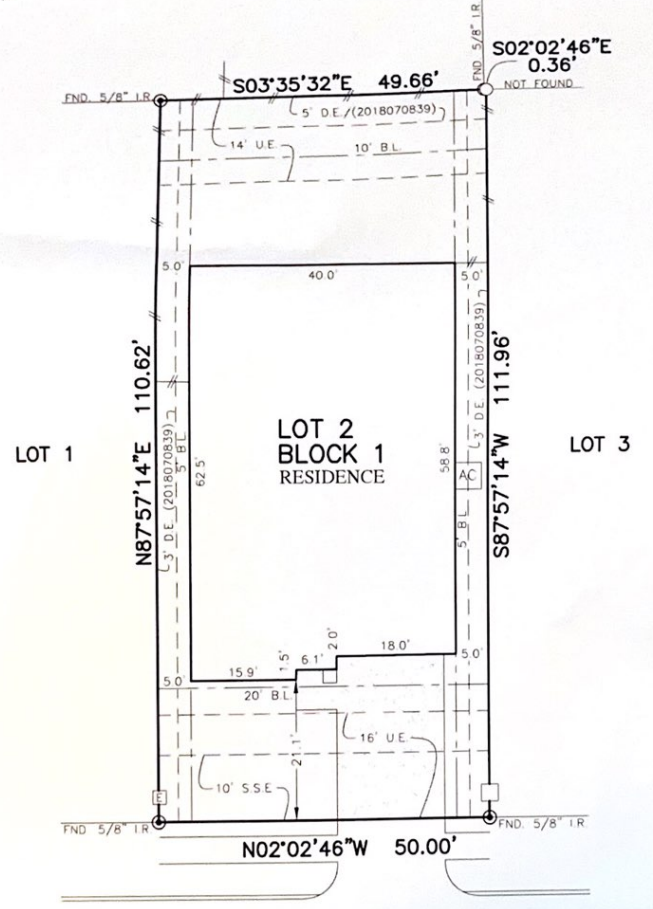 FND. 5/8" I.R.
S02°02'46"E
0.36'
FND. 5/8" I.R.
S03°35'32"E 49.66'
NOT FOUND
5' D.E./(2018070839)
14' U.E.
10' B.L.
5.0'
40.0'
5.0'
N87°57'14"E 110.62'
3' D.E. (2018070839)
5' B.L.
62.5'
LOT 1
LOT 2
BLOCK 1
RESIDENCE
58.8'
AC
5' B.L.
3' D.E. (2018070839)
S87°57'14"W 111.96'
LOT 3
5.0'
15.9'
1.5'
6.1'
2.0'
18.0'
5.0'
20' B.L.
21.1'
16' U.E.
10' S.S.E
E
FND 5/8" I.R.
N02°02'46"W 50.00'
FND. 5/8" I.R.